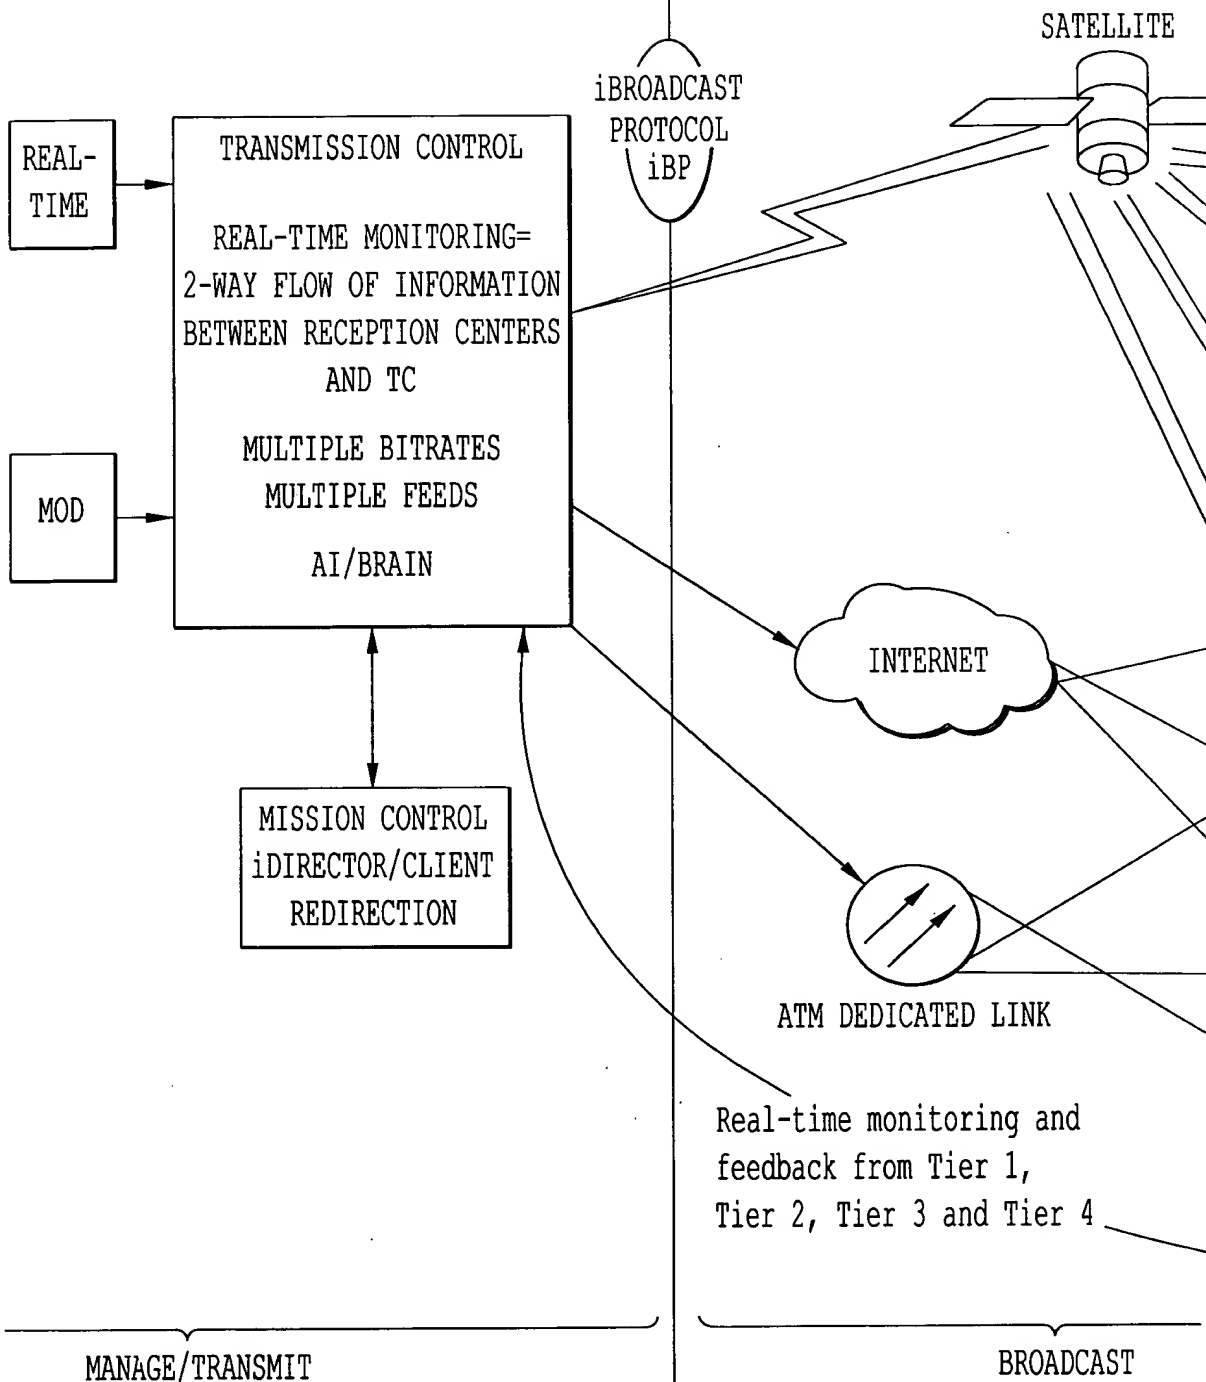 SATELLITE
iBROADCAST
PROTOCOL
iBP
REAL-
TIME
TRANSMISSION CONTROL
REAL-TIME MONITORING=
2-WAY FLOW OF INFORMATION
BETWEEN RECEPTION CENTERS
AND TC
MULTIPLE BITRATES
MULTIPLE FEEDS
AI/BRAIN
MOD
INTERNET
MISSION CONTROL
iDIRECTOR/CLIENT
REDIRECTION
ATM DEDICATED LINK
Real-time monitoring and
feedback from Tier 1,
Tier 2, Tier 3 and Tier 4
MANAGE/TRANSMIT
BROADCAST